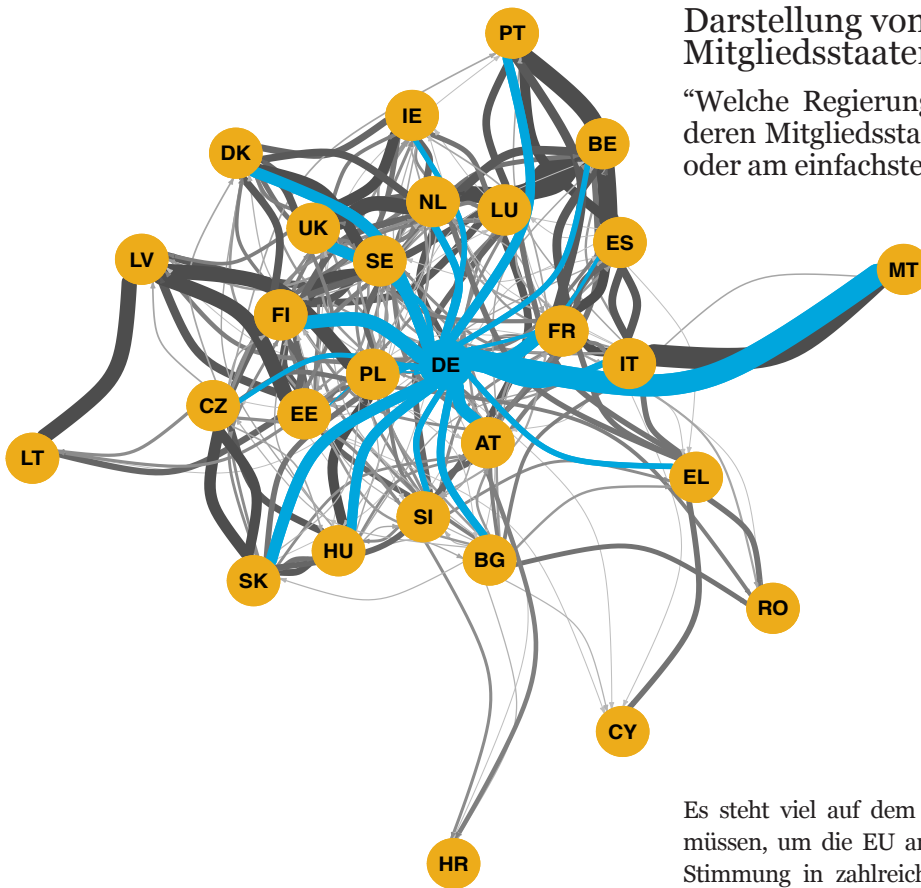 Darstellung von
Mitgliedsstaaten
“Welche Regierung
deren Mitgliedssta
oder am einfachste
PT
IE
BE
DK
NL
LU
UK
ES
SE
LV
MT
FI
FR
IT
DE
PL
CZ
EE
AT
LT
EL
SI
HU
BG
SK
RO
CY
Es steht viel auf dem
müssen, um die EU an
Stimmung in zahlreich
HR